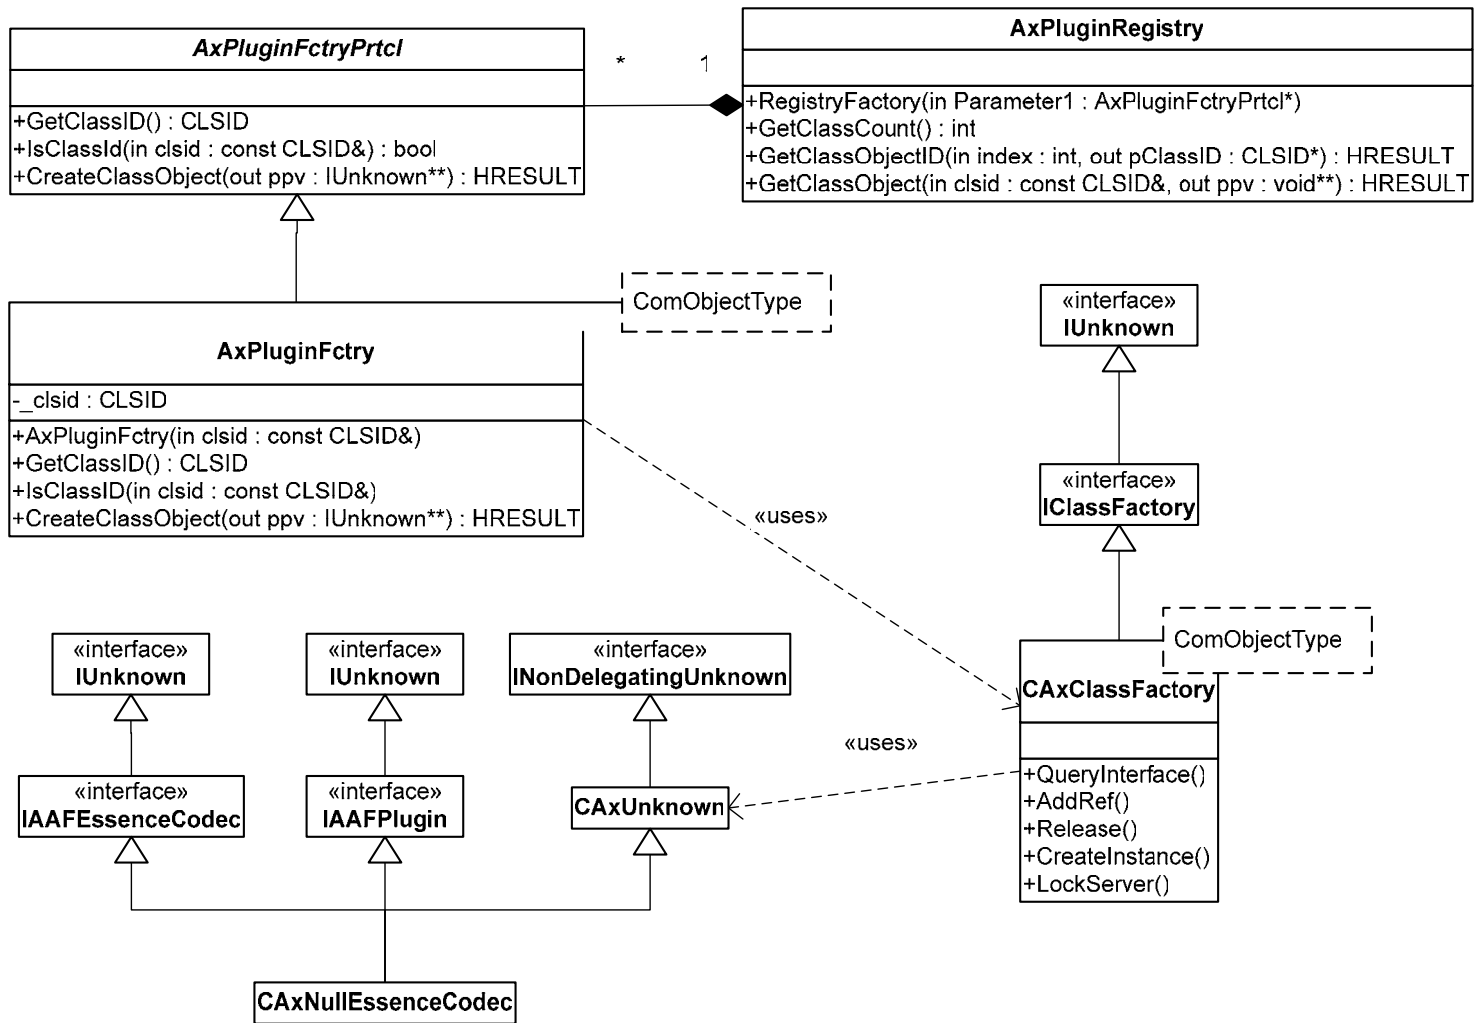 AxPluginFctryPrtcl
+GetClassID() : CLSID
+IsClassId(in clsid : const CLSID&) : bool
+CreateClassObject(out ppv : IUnknown**) : HRESULT
*
1
AxPluginRegistry
+RegistryFactory(in Parameter1 : AxPluginFctryPrtcl*)
+GetClassCount() : int
+GetClassObjectID(in index : int, out pClassID : CLSID*) : HRESULT
+GetClassObject(in clsid : const CLSID&, out ppv : void**) : HRESULT
ComObjectType
AxPluginFctry
-_clsid : CLSID
+AxPluginFctry(in clsid : const CLSID&)
+GetClassID() : CLSID
+IsClassID(in clsid : const CLSID&)
+CreateClassObject(out ppv : IUnknown**) : HRESULT
«uses»
«interface»
IUnknown
«interface»
IClassFactory
ComObjectType
CAxClassFactory
+QueryInterface()
+AddRef()
+Release()
+CreateInstance()
+LockServer()
«uses»
«interface»
IUnknown
«interface»
IUnknown
«interface»
INonDelegatingUnknown
«interface»
IAAFEssenceCodec
«interface»
IAAFPlugin
CAxUnknown
CAxNullEssenceCodec